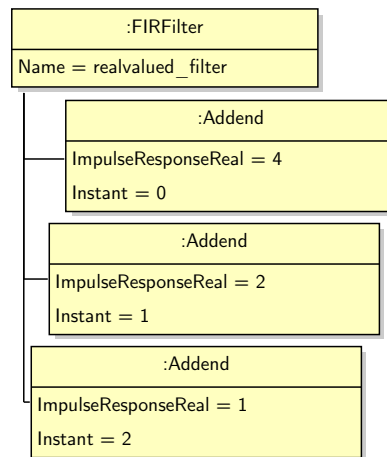 :FIRFilter
Name = realvalued_filter
:Addend
ImpulseResponseReal = 4
Instant = 0
:Addend
ImpulseResponseReal = 2
Instant = 1
:Addend
ImpulseResponseReal = 1
Instant = 2